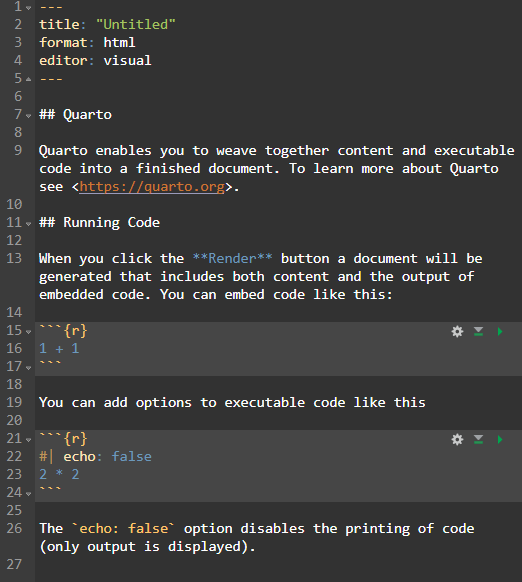 1 ---
2 title: "Untitled"
3 format: html
4 editor: visual
5 ---
6
7 ## Quarto
8
9 Quarto enables you to weave together content and executable
code into a finished document. To learn more about Quarto
see <https://quarto.org>.
10
11 ## Running Code
12
13 When you click the **Render** button a document will be
generated that includes both content and the output of
embedded code. You can embed code like this:
14
15 ```{r}
16 1 + 1
17 ```
18
19 You can add options to executable code like this
20
21 ```{r}
22 #| echo: false
23 2 * 2
24 ```
25
26 The `echo: false` option disables the printing of code
(only output is displayed).
27